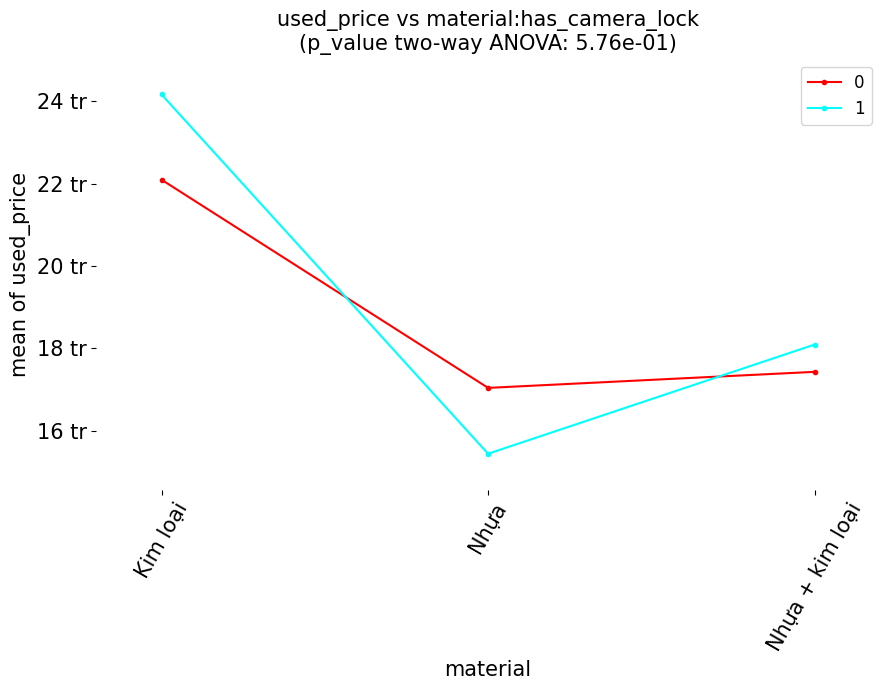 used_price vs material:has_camera_lock
(p_value two-way ANOVA: 5.76e-01)
0
1
24 tr
22 tr
20 tr
18 tr
16 tr
mean of used_price
Kim loại
Nhựa
Nhựa + kim loại
material